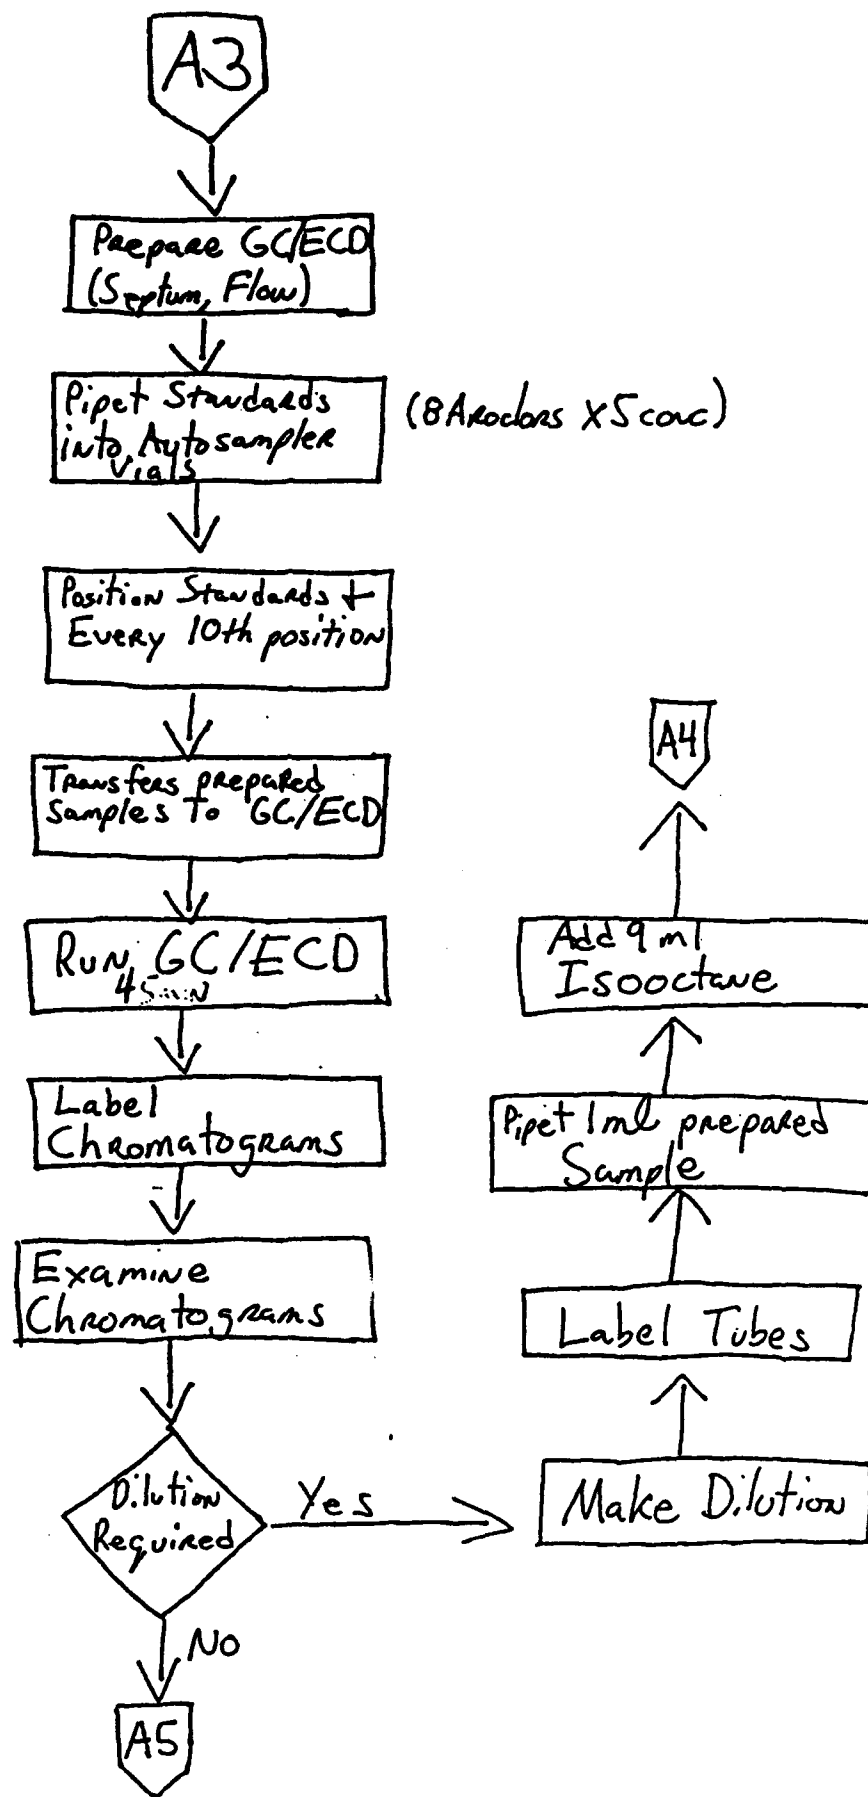 A3
Prepare GC/ECD
(Septum, Flow)
Pipet Standards
into Autosampler
vials
(8 Aroclors X 5 conc)
Position Standards +
Every 10th position
Transfers prepared
Samples To GC/ECD
Run GC/ECD
45 min
Label
Chromatograms
Examine
Chromatograms
Dilution
Required
Yes
No
A5
Make Dilution
Label Tubes
Pipet 1ml prepared
Sample
Add 9 ml
Isooctane
A4